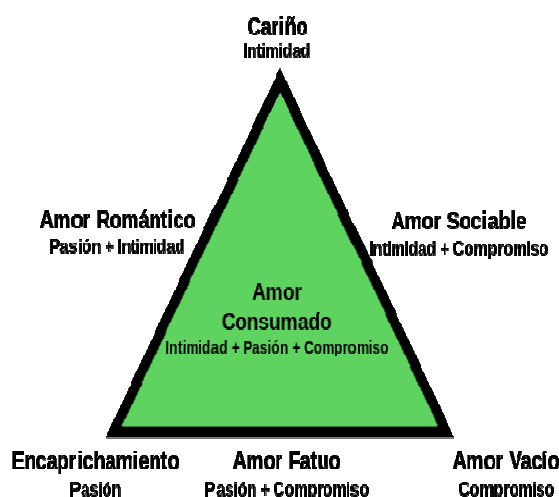 Cariño
Intimidad
Amor Romántico
Pasión + Intimidad
Amor Sociable
Intimidad + Compromiso
Amor
Consumado
Intimidad + Pasión + Compromiso
Encaprichamiento
Pasión
Amor Fatuo
Pasión + Compromiso
Amor Vacío
Compromiso